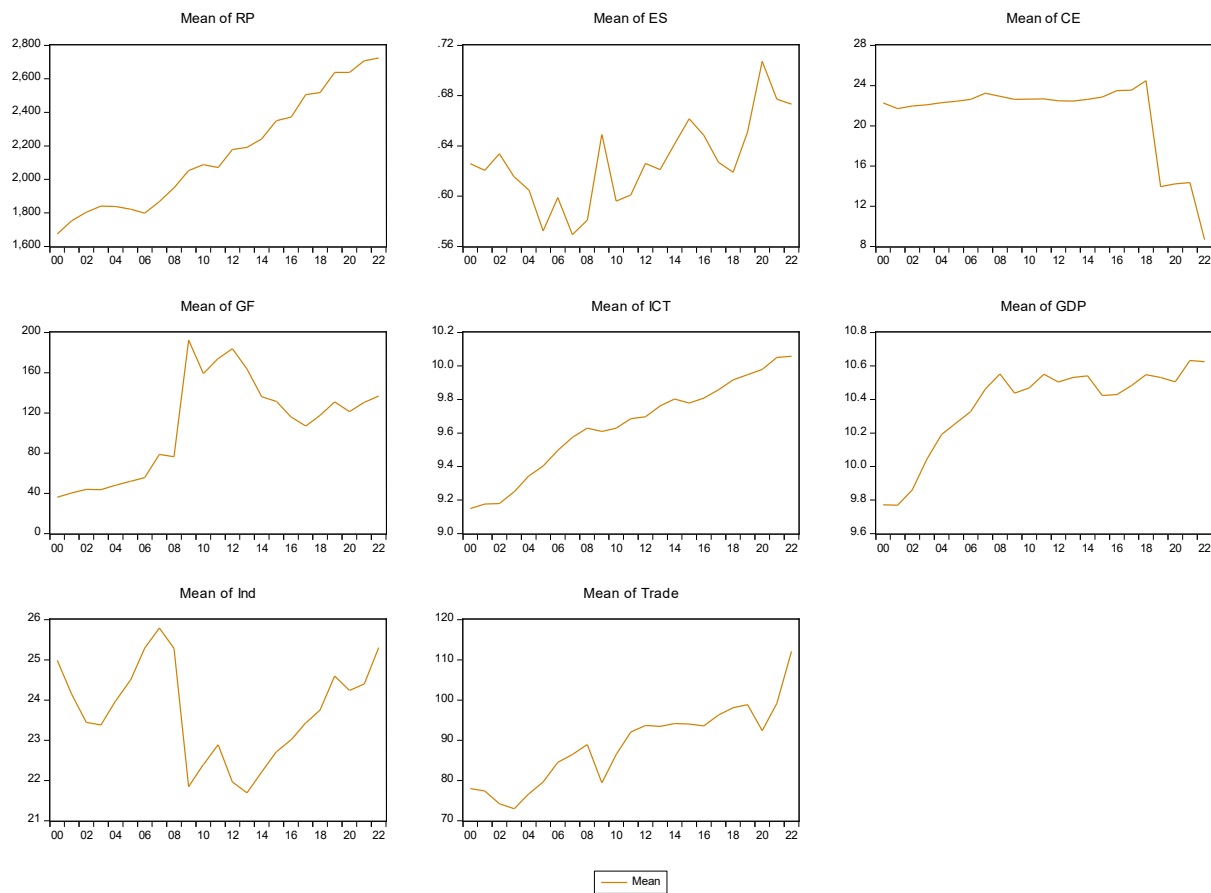 Mean of RP
2,800
2,600
2,400
2,200
2,000
1,800
1,600
00 02 04 06 08 10 12 14 16 18 20 22
Mean of ES
.72
.68
.64
.60
.56
00 02 04 06 08 10 12 14 16 18 20 22
Mean of CE
28
24
20
16
12
8
00 02 04 06 08 10 12 14 16 18 20 22
Mean of GF
200
160
120
80
40
0
00 02 04 06 08 10 12 14 16 18 20 22
Mean of ICT
10.2
10.0
9.8
9.6
9.4
9.2
9.0
00 02 04 06 08 10 12 14 16 18 20 22
Mean of GDP
10.8
10.6
10.4
10.2
10.0
9.8
9.6
00 02 04 06 08 10 12 14 16 18 20 22
Mean of Ind
26
25
24
23
22
21
00 02 04 06 08 10 12 14 16 18 20 22
Mean of Trade
120
110
100
90
80
70
00 02 04 06 08 10 12 14 16 18 20 22
Mean